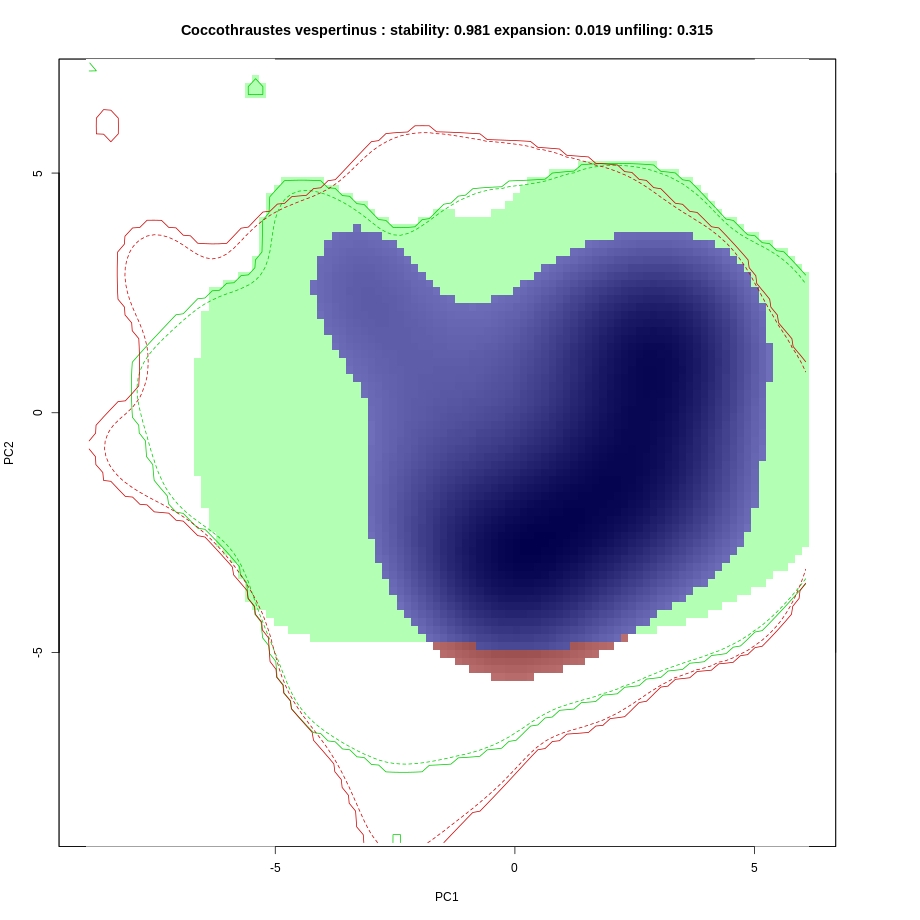 Coccothraustes vespertinus : stability: 0.981 expansion: 0.019 unfiling: 0.315
5
0
-5
PC2
-5 0 5
PC1